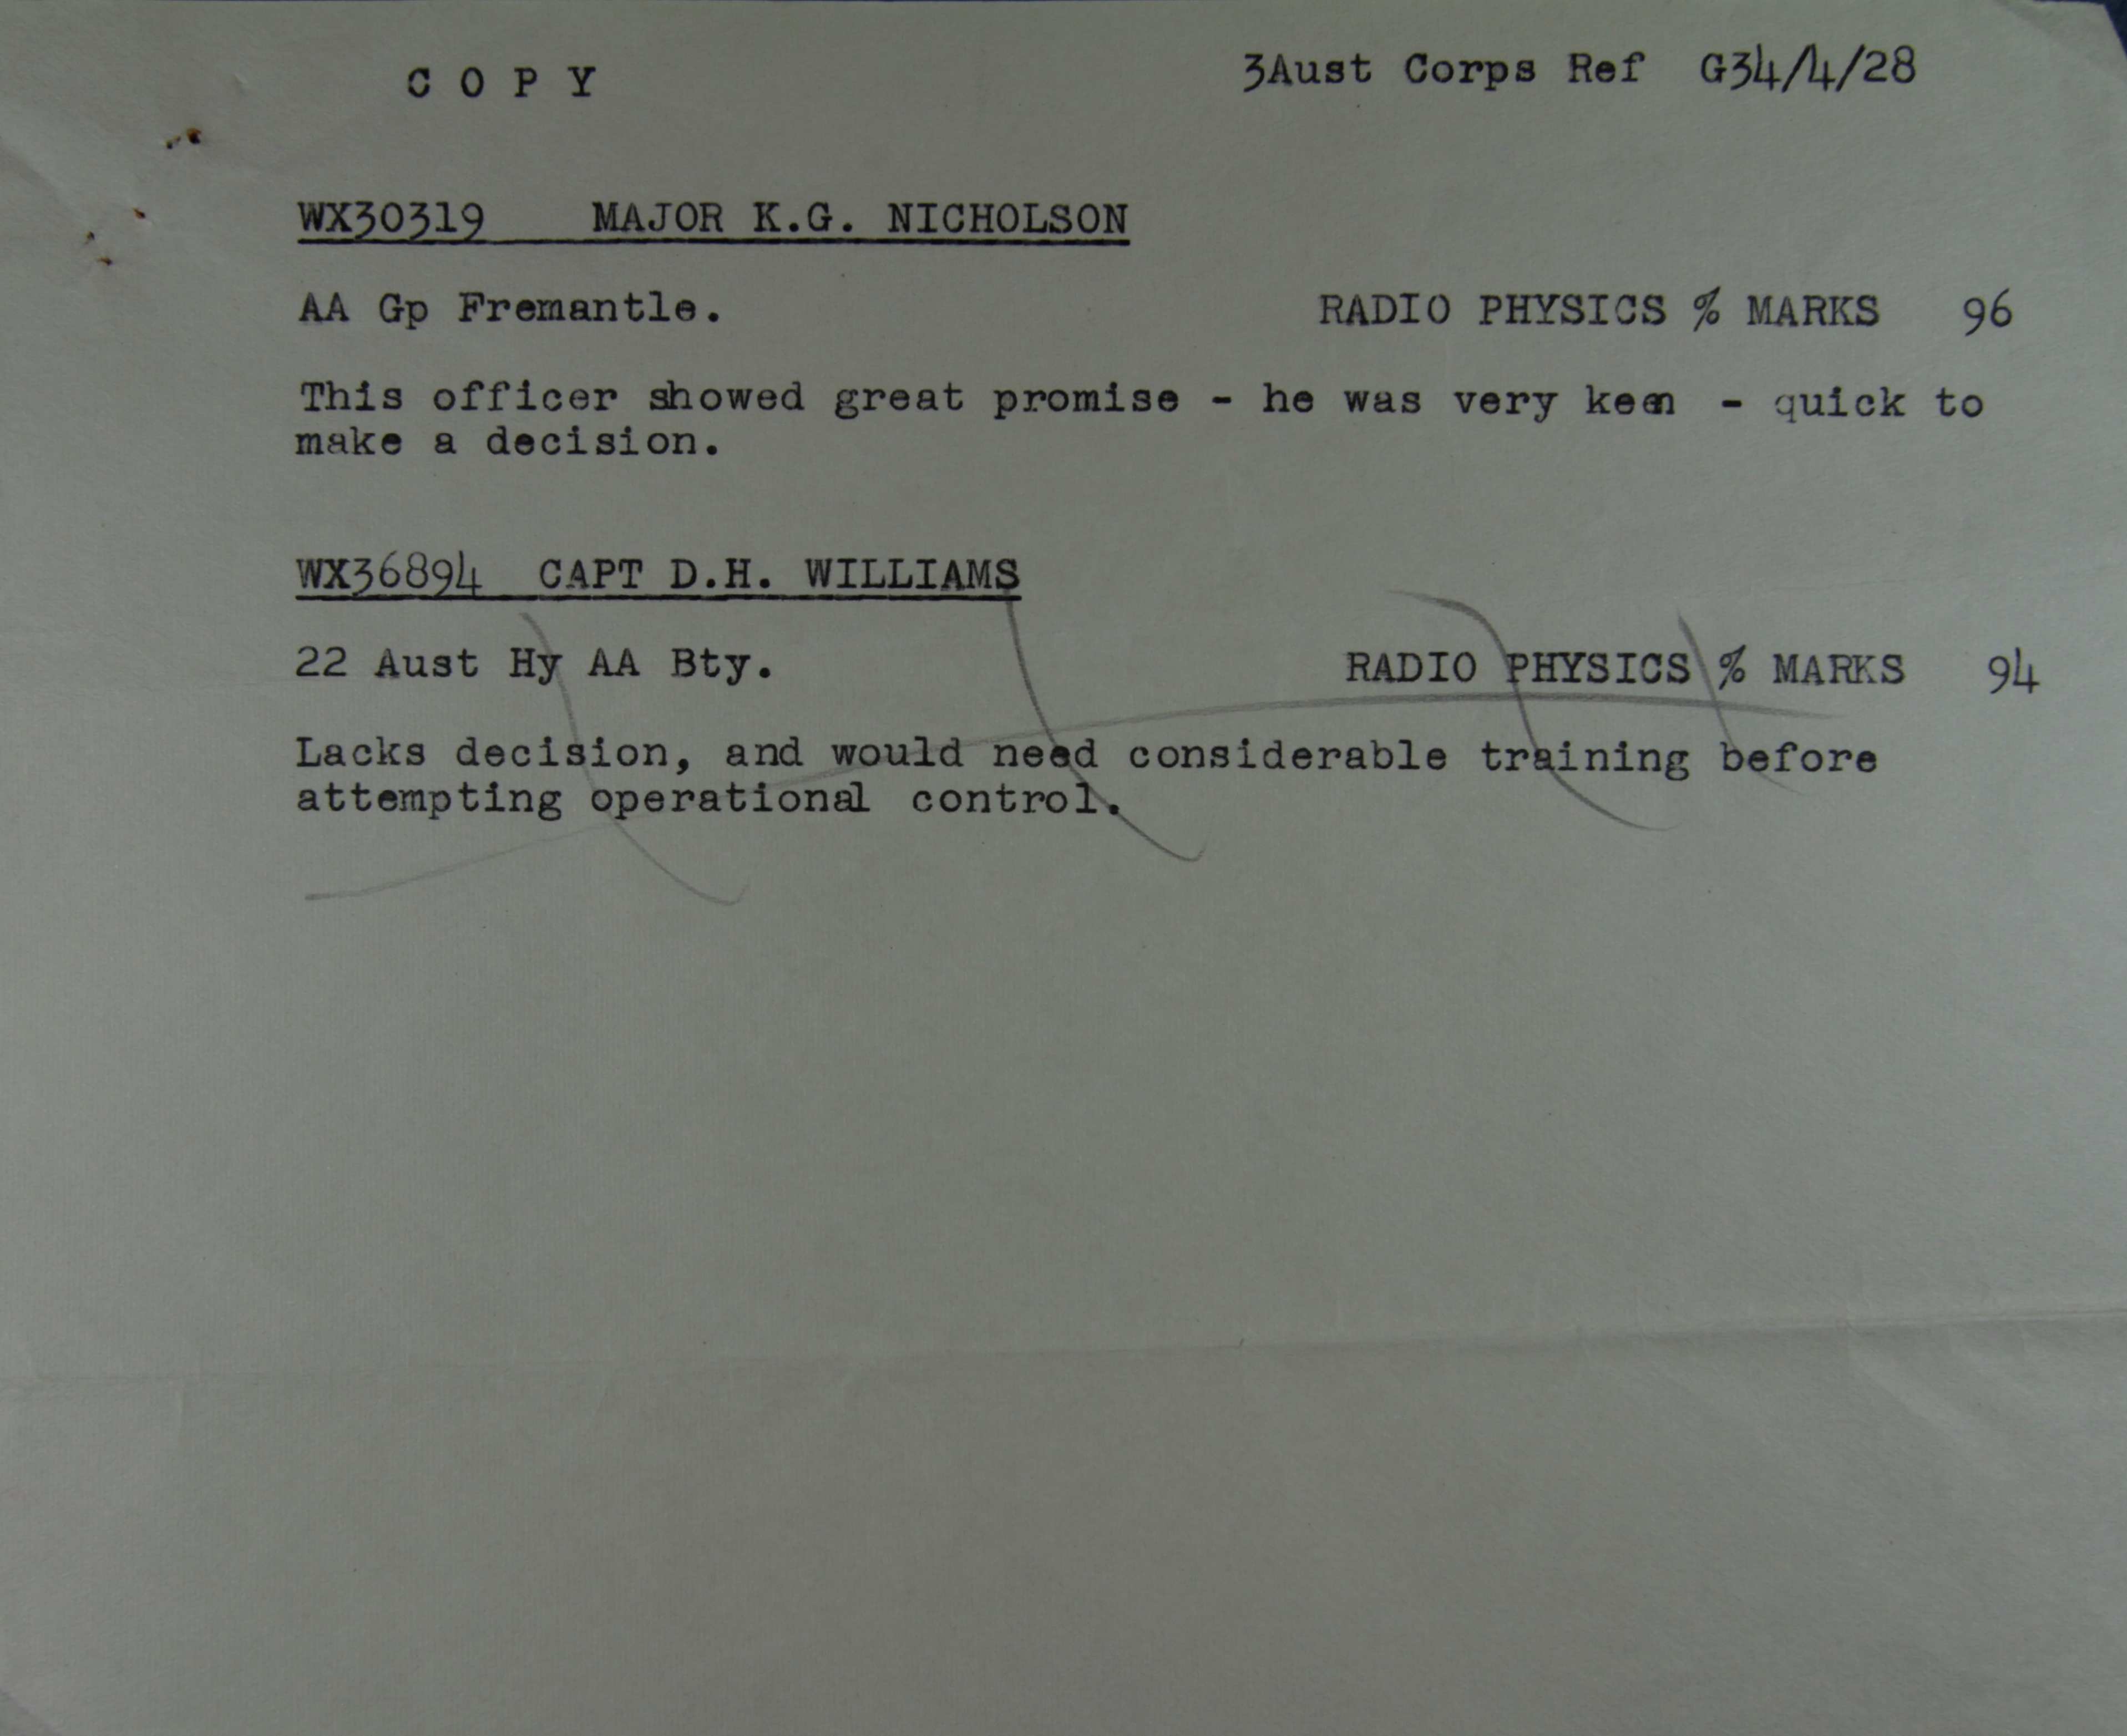 C O P Y
3Aust Corps Ref G34/4/28
WX30319 MAJOR K.G. NICHOLSON
AA Gp Fremantle.
RADIO PHYSICS % MARKS 96
This officer showed great promise - he was very keen - quick to
make a decision.
WX36894 CAPT D.H. WILLIAMS
22 Aust Hy AA Bty.
RADIO PHYSICS % MARKS 94
Lacks decision, and would need considerable training before
attempting operational control.